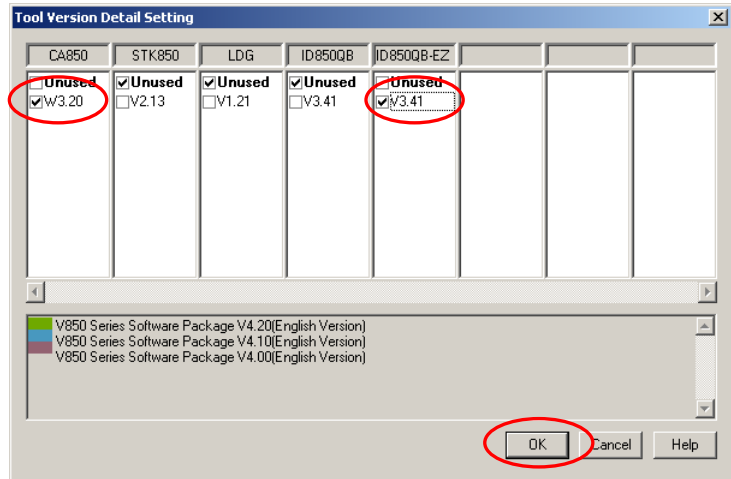 Tool Version Detail Setting
CA850 STK850 LDG ID850QB ID850QB-EZ
Unused Unused Unused Unused Unused
W3.20 V2.13 V1.21 V3.41 V3.41
V850 Series Software Package V4.20(English Version)
V850 Series Software Package V4.10(English Version)
V850 Series Software Package V4.00(English Version)
OK Cancel Help